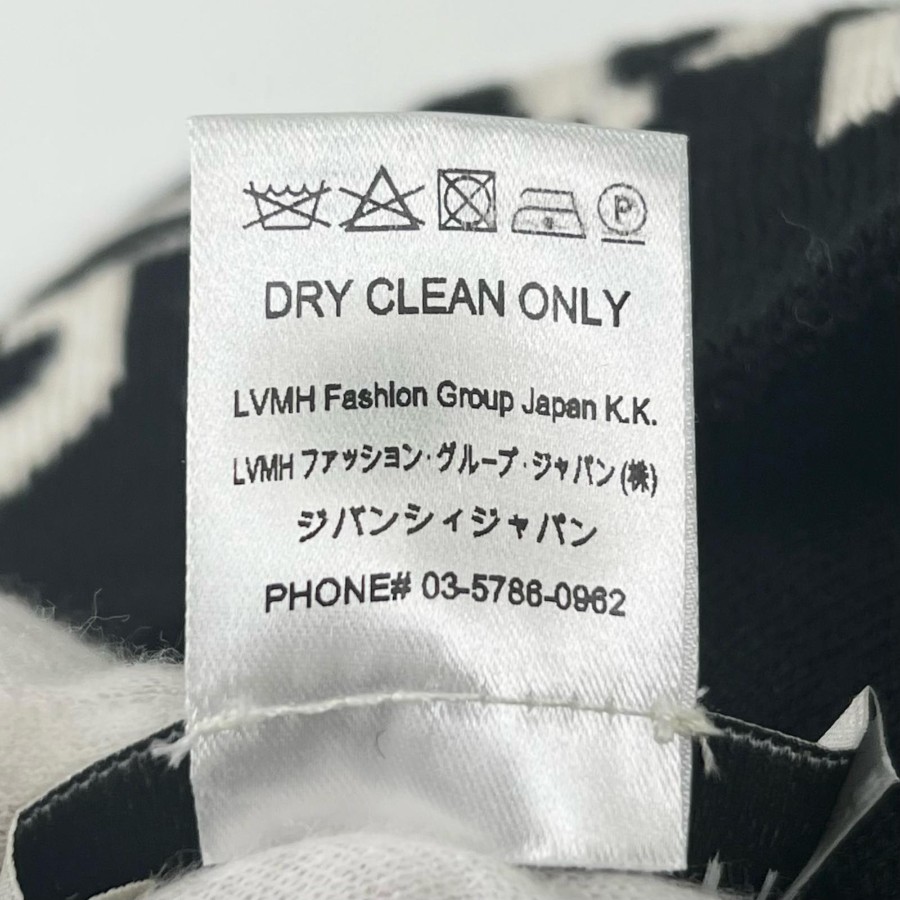 P
DRY CLEAN ONLY
LVMH Fashion Group Japan K.K.
LVMH ファッション・グループ・ジャパン(株)
ジバンシィジャパン
PHONE# 03-5786-0962